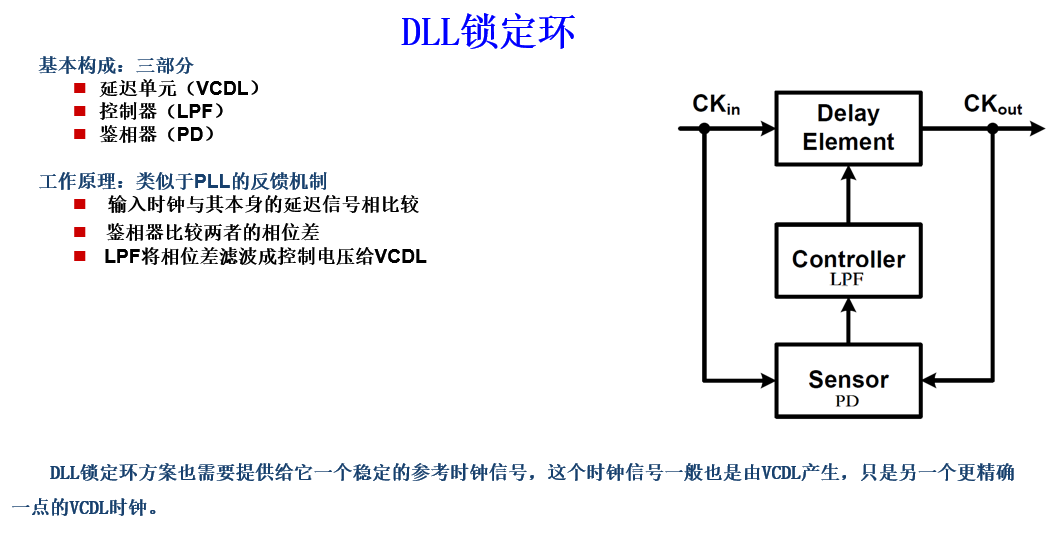 DLL锁定环
基本构成：三部分
延迟单元（VCDL）
控制器（LPF）
鉴相器（PD）
工作原理：类似于PLL的反馈机制
输入时钟与其本身的延迟信号相比较
鉴相器比较两者的相位差
LPF将相位差滤波成控制电压给VCDL
CKin
Delay
Element
CKout
Controller
LPF
Sensor
PD
DLL锁定环方案也需要提供给它一个稳定的参考时钟信号，这个时钟信号一般也是由VCDL产生，只是另一个更精确
一点的VCDL时钟。